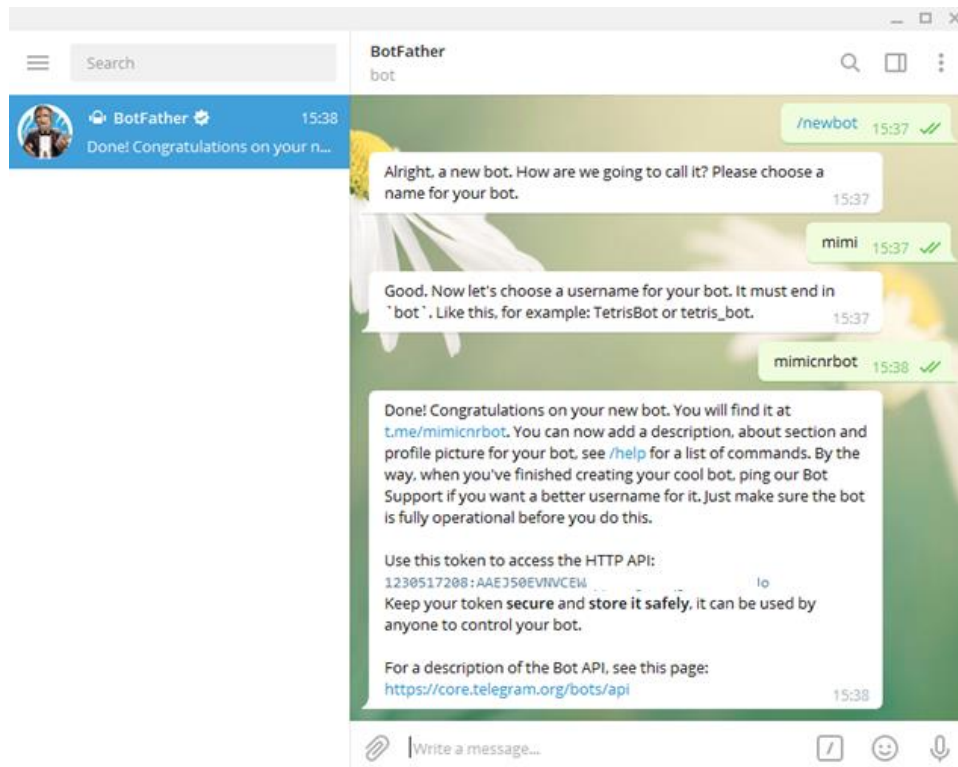 Search
BotFather
bot
BotFather 15:38
Done! Congratulations on your n...
/newbot 15:37
Alright, a new bot. How are we going to call it? Please choose a
name for your bot.
15:37
mimi 15:37
Good. Now let's choose a username for your bot. It must end in
`bot`. Like this, for example: TetrisBot or tetris_bot.
15:37
mimicnrbot 15:38
Done! Congratulations on your new bot. You will find it at
t.me/mimicnrbot. You can now add a description, about section and
profile picture for your bot, see /help for a list of commands. By the
way, when you've finished creating your cool bot, ping our Bot
Support if you want a better username for it. Just make sure the bot
is fully operational before you do this.
Use this token to access the HTTP API:
1230517208:AAEJ50EVNVCEW
Keep your token secure and store it safely, it can be used by
anyone to control your bot.
For a description of the Bot API, see this page:
https://core.telegram.org/bots/api
15:38
Write a message...